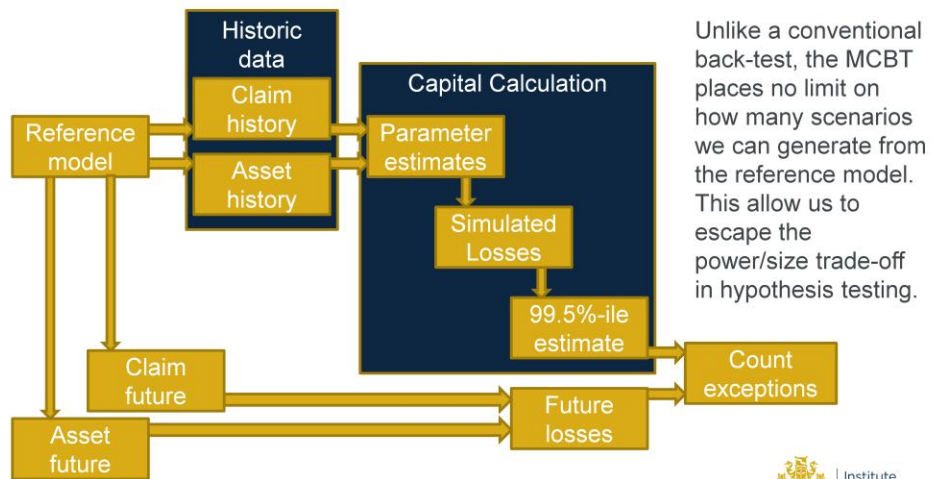 Historic
data
Claim
history
Asset
history
Reference
model
Capital Calculation
Parameter
estimates
Simulated
Losses
99.5%-ile
estimate
Claim
future
Asset
future
Future
losses
Count
exceptions
Unlike a conventional
back-test, the MCBT
places no limit on
how many scenarios
we can generate from
the reference model.
This allow us to
escape the
power/size trade-off
in hypothesis testing.
Institute